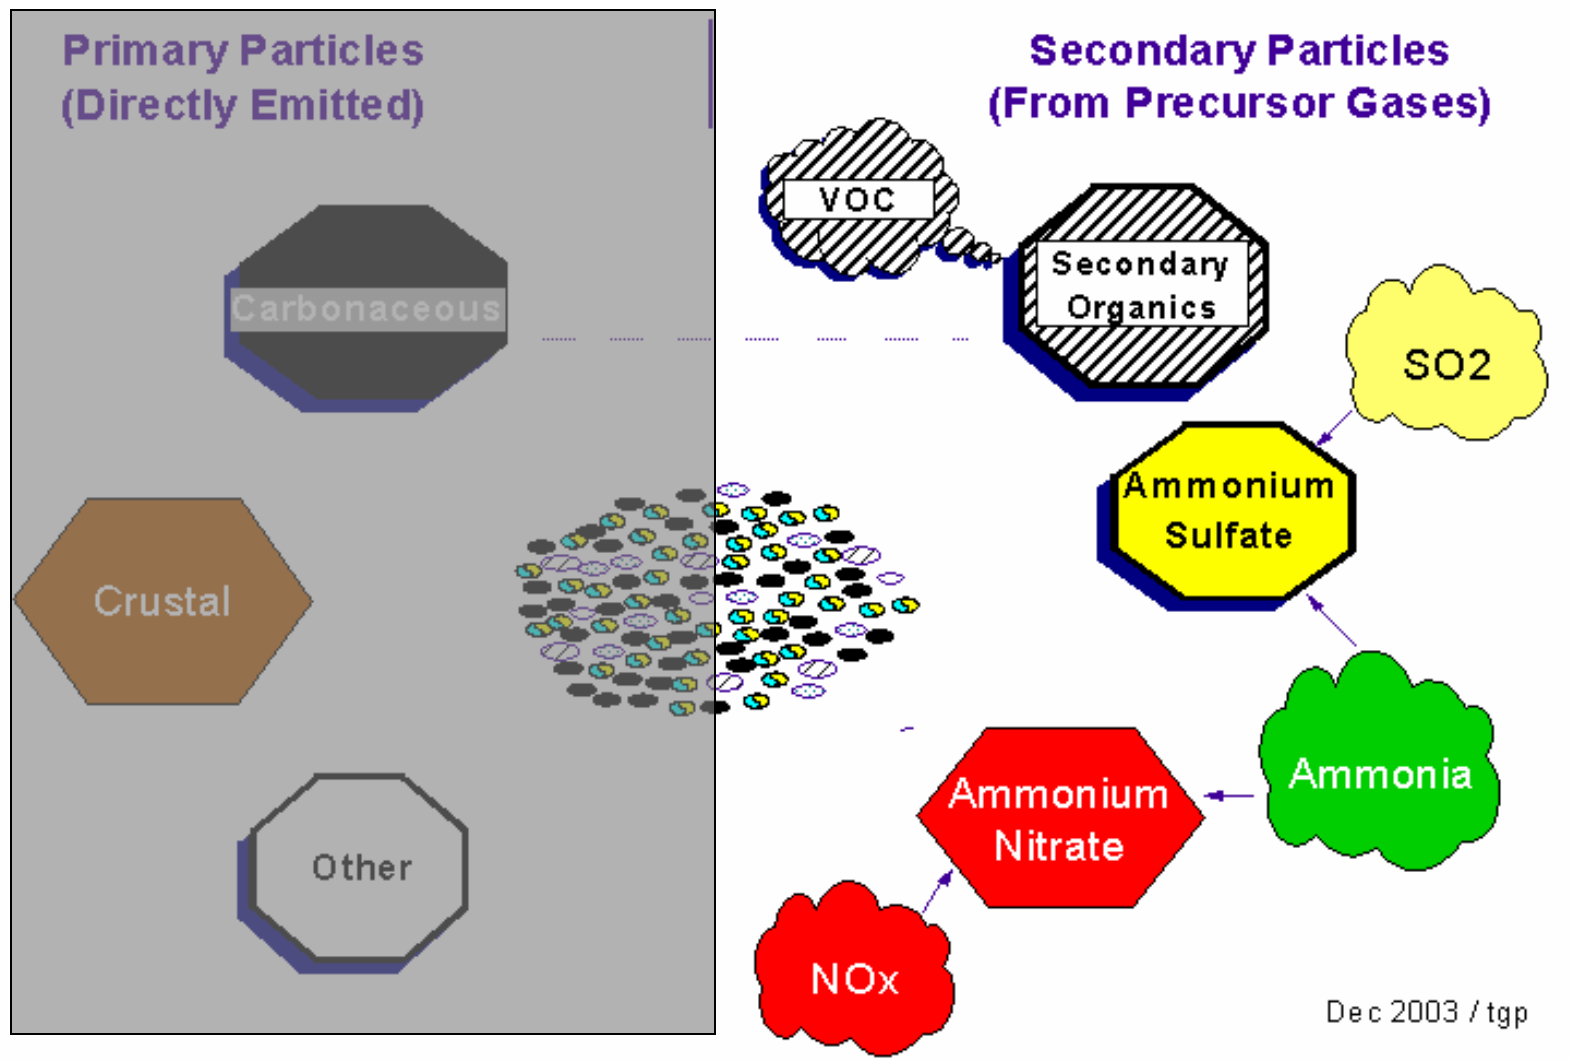 Primary Particles
(Directly Emitted)
Secondary Particles
(From Precursor Gases)
VOC
Secondary
Organics
Carbonaceous
SO2
Ammonium
Sulfate
Crustal
Ammonia
Ammonium
Nitrate
Other
NOx
Dec 2003 / tgp